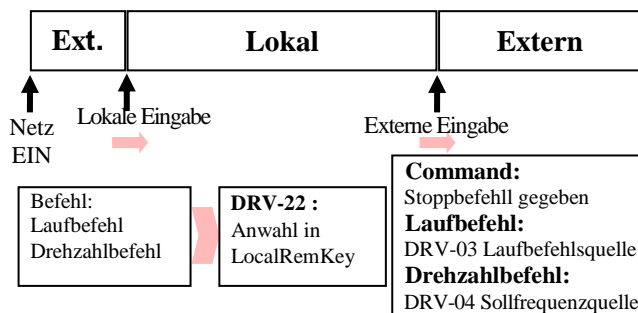 Ext.
Lokal
Extern
Lokale Eingabe
Externe Eingabe
Netz
EIN
Befehl:
Laufbefehl
Drehzahlbefehl
DRV-22 :
Anwahl in
LocalRemKey
Command:
Stoppbefehll gegeben
Laufbefehl:
DRV-03 Laufbefehlsquelle
Drehzahlbefehl:
DRV-04 Sollfrequenzquelle